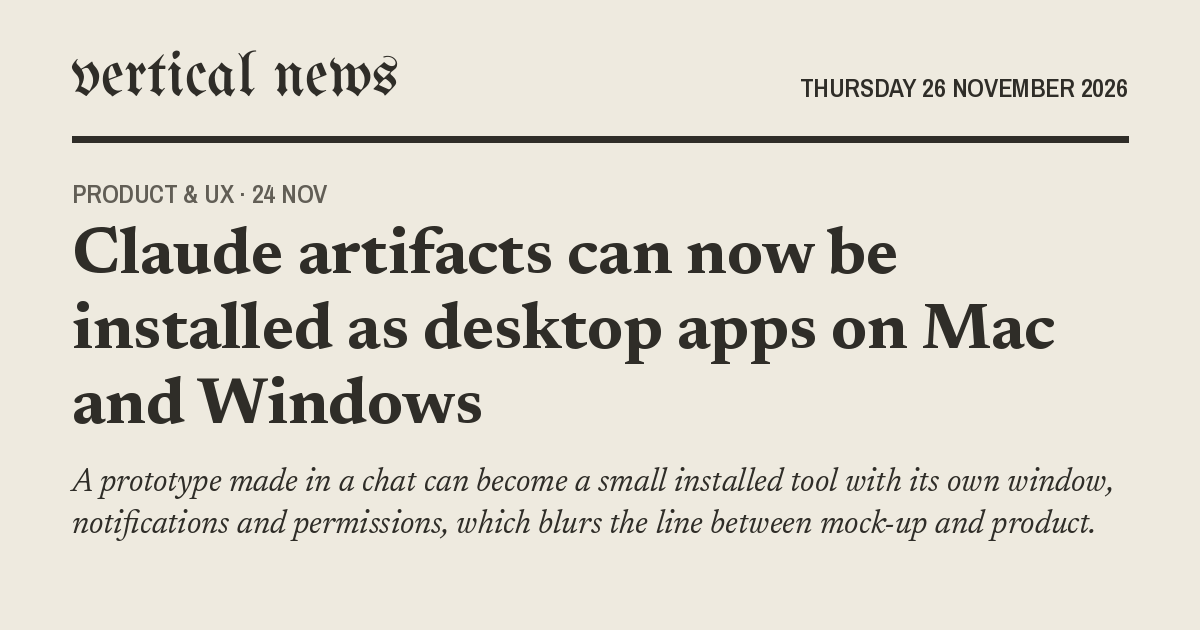 vertical news
THURSDAY 26 NOVEMBER 2026
PRODUCT & UX · 24 NOV
Claude artifacts can now be
installed as desktop apps on Mac
and Windows
A prototype made in a chat can become a small installed tool with its own window,
notifications and permissions, which blurs the line between mock-up and product.